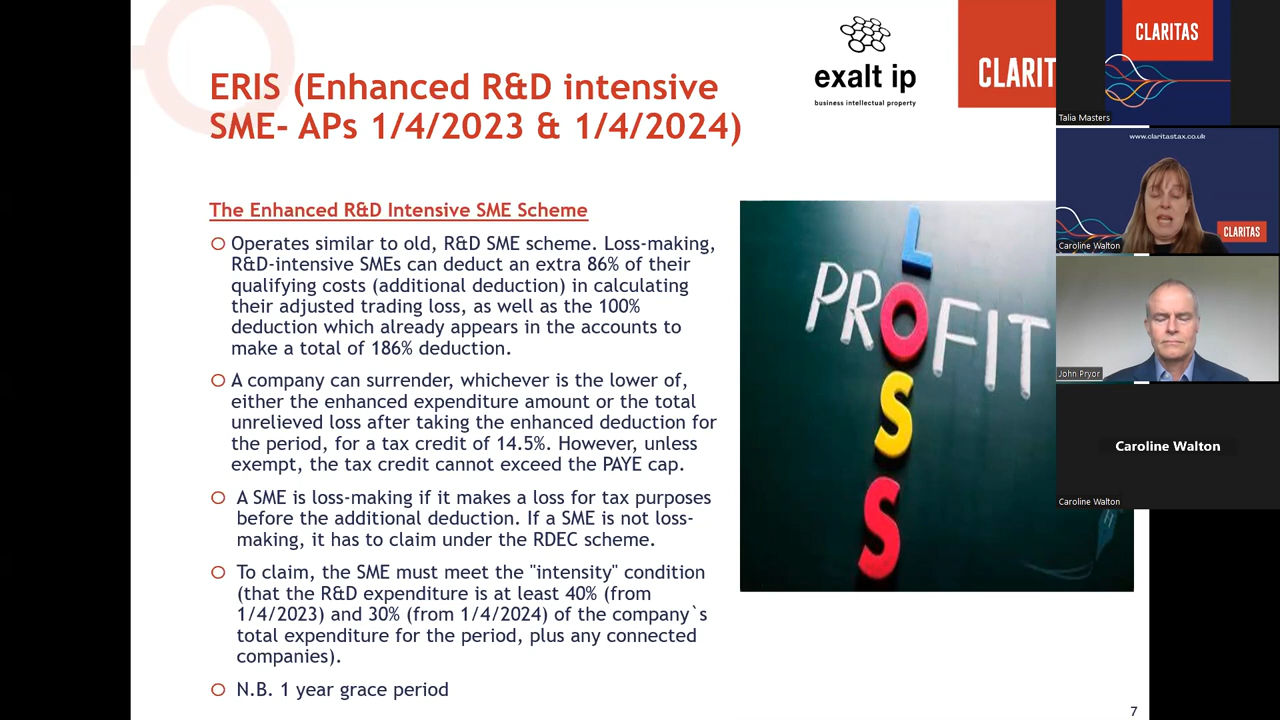 ERIS (Enhanced R&D intensive
SME- APs 1/4/2023 & 1/4/2024)
exalt ip
business intellectual property
CLARIT
The Enhanced R&D Intensive SME Scheme
Operates similar to old, R&D SME scheme. Loss-making,
R&D-intensive SMEs can deduct an extra 86% of their
qualifying costs (additional deduction) in calculating
their adjusted trading loss, as well as the 100%
deduction which already appears in the accounts to
make a total of 186% deduction.
A company can surrender, whichever is the lower of,
either the enhanced expenditure amount or the total
unrelieved loss after taking the enhanced deduction for
the period, for a tax credit of 14.5%. However, unless
exempt, the tax credit cannot exceed the PAYE cap.
A SME is loss-making if it makes a loss for tax purposes
before the additional deduction. If a SME is not loss-
making, it has to claim under the RDEC scheme.
To claim, the SME must meet the "intensity" condition
(that the R&D expenditure is at least 40% (from
1/4/2023) and 30% (from 1/4/2024) of the company`s
total expenditure for the period, plus any connected
companies).
N.B. 1 year grace period
PROFIT
LOSS
7
CLARITAS
Talia Masters
www.claritastax.co.uk
CLARITAS
Caroline Walton
John Pryor
Caroline Walton
Caroline Walton